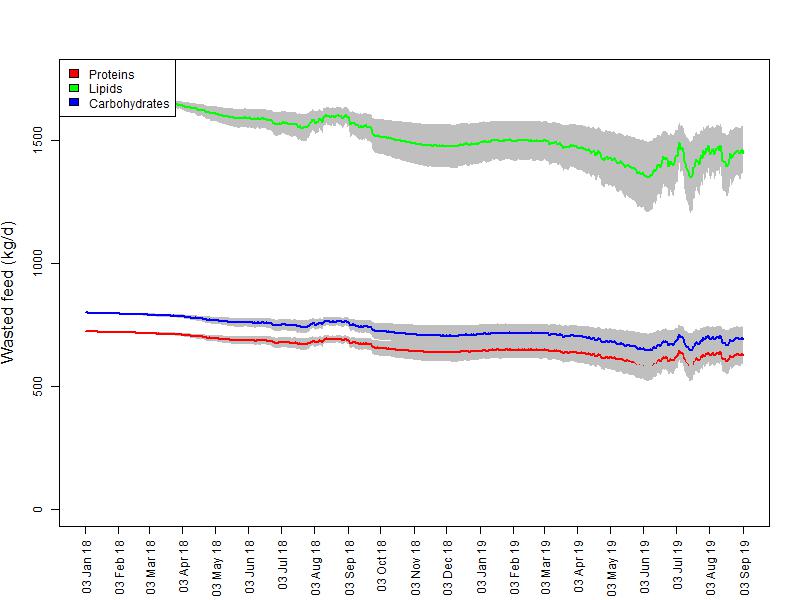 Proteins
Lipids
Carbohydrates
Wasted feed (kg/d)
1500
1000
500
0
03 Jan 18
03 Feb 18
03 Mar 18
03 Apr 18
03 May 18
03 Jun 18
03 Jul 18
03 Aug 18
03 Sep 18
03 Oct 18
03 Nov 18
03 Dec 18
03 Jan 19
03 Feb 19
03 Mar 19
03 Apr 19
03 May 19
03 Jun 19
03 Jul 19
03 Aug 19
03 Sep 19